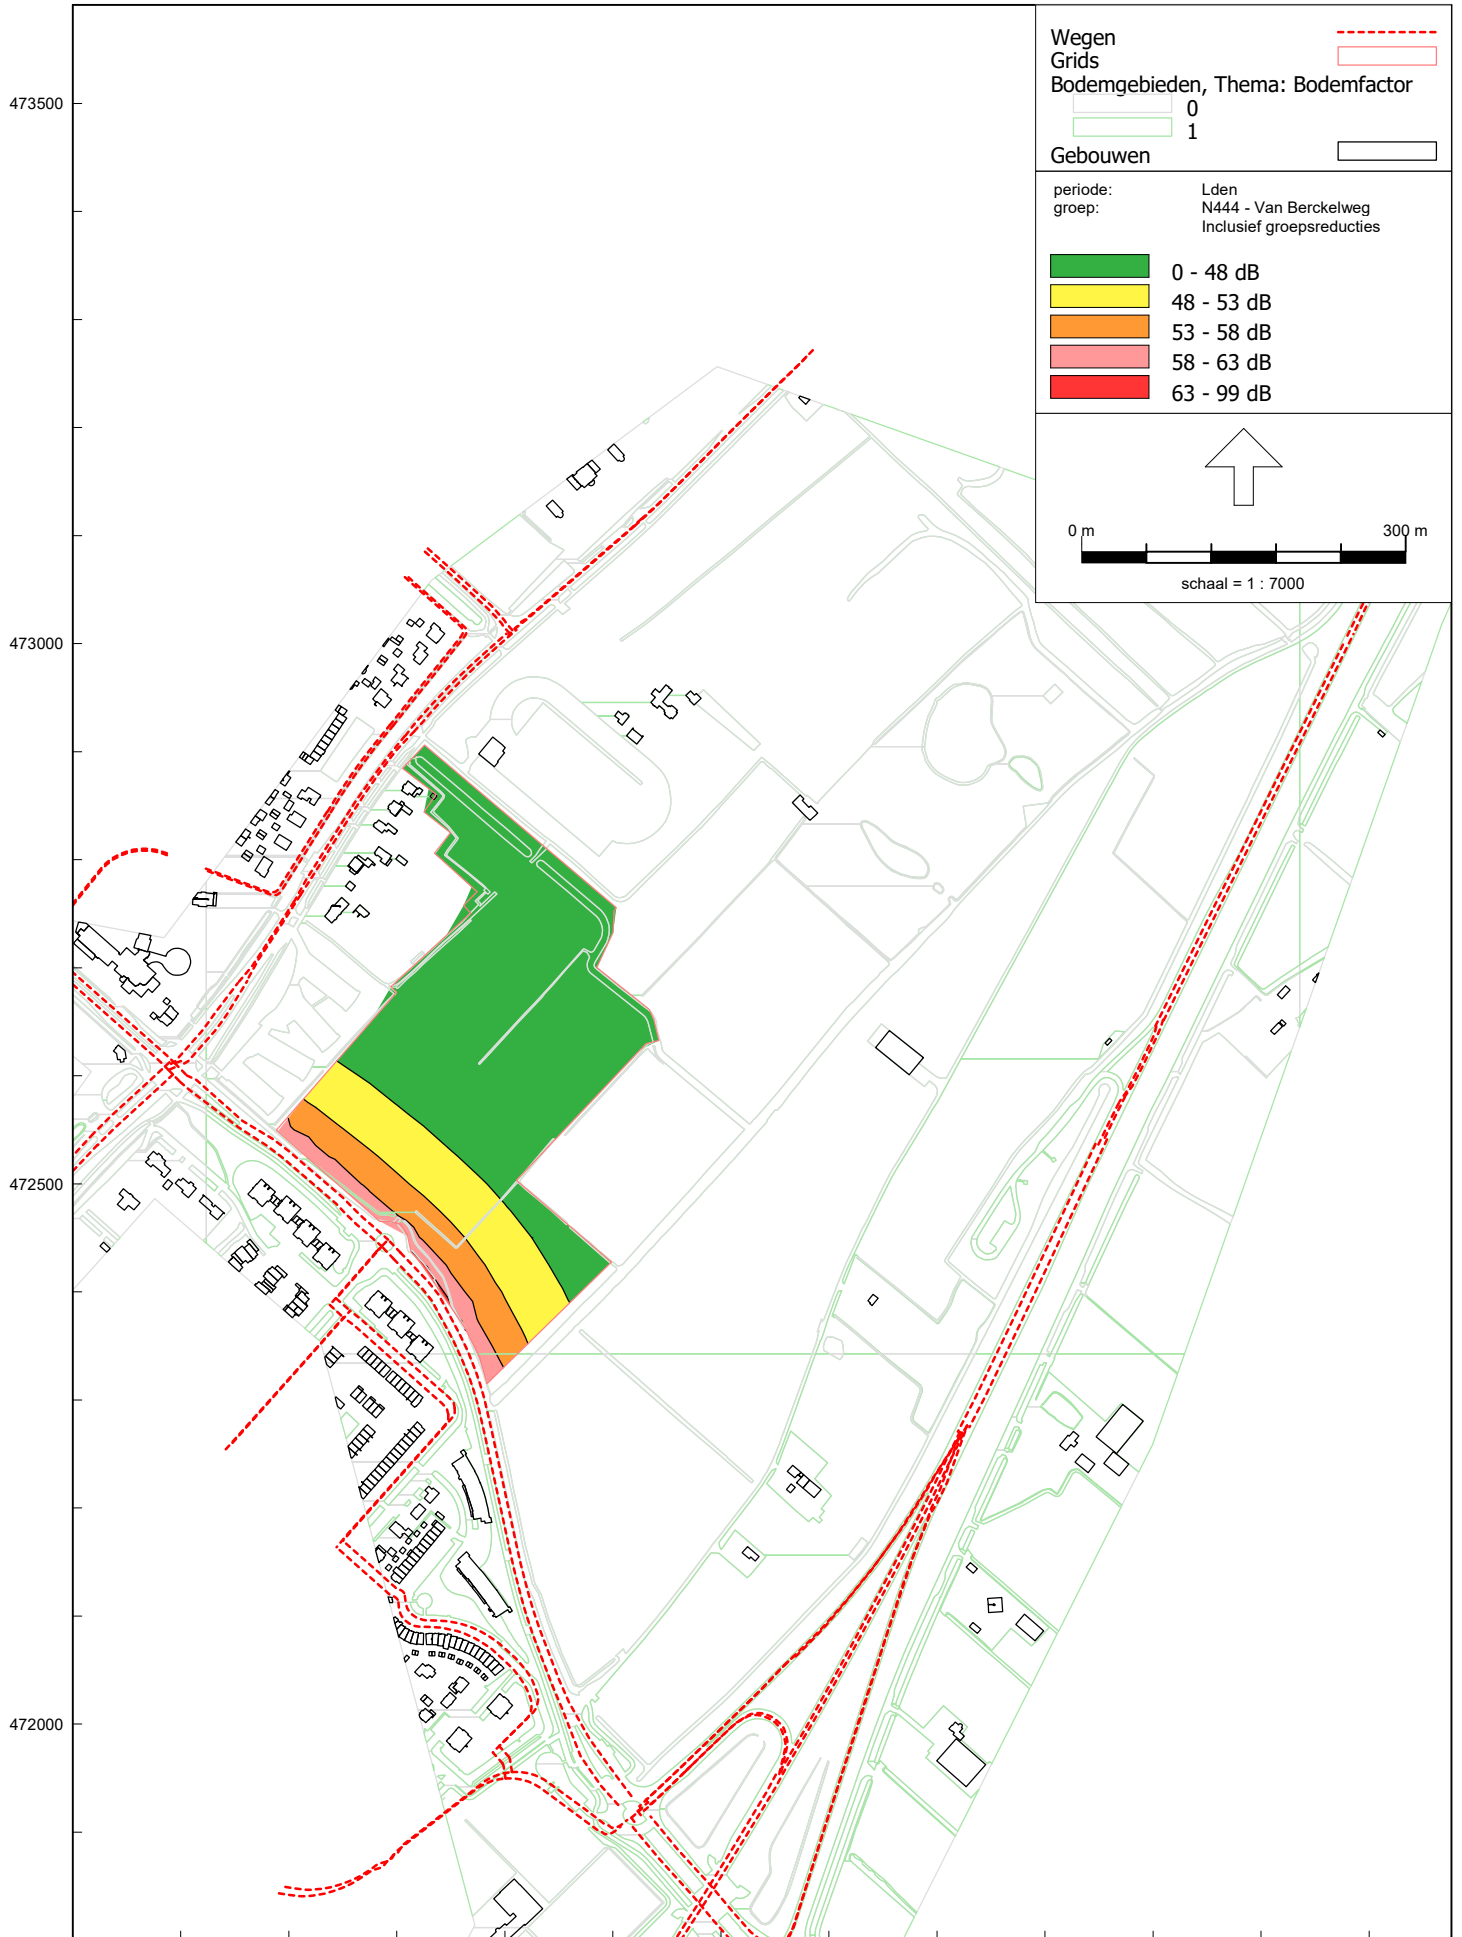 Wegen
Grids
Bodemgebieden, Thema: Bodemfactor
0
1
Gebouwen
periode: Lden
groep: N444 - Van Berckelweg
Inclusief groepsreducties
0 - 48 dB
48 - 53 dB
53 - 58 dB
58 - 63 dB
63 - 99 dB
0 m 300 m
schaal = 1 : 7000
473500
473000
472500
472000